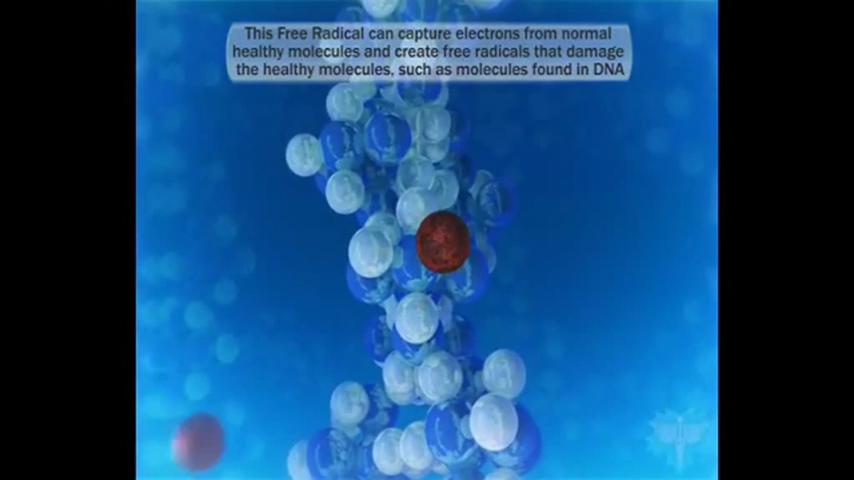 This Free Radical can capture electrons from normal
healthy molecules and create free radicals that damage
the healthy molecules, such as molecules found in DNA